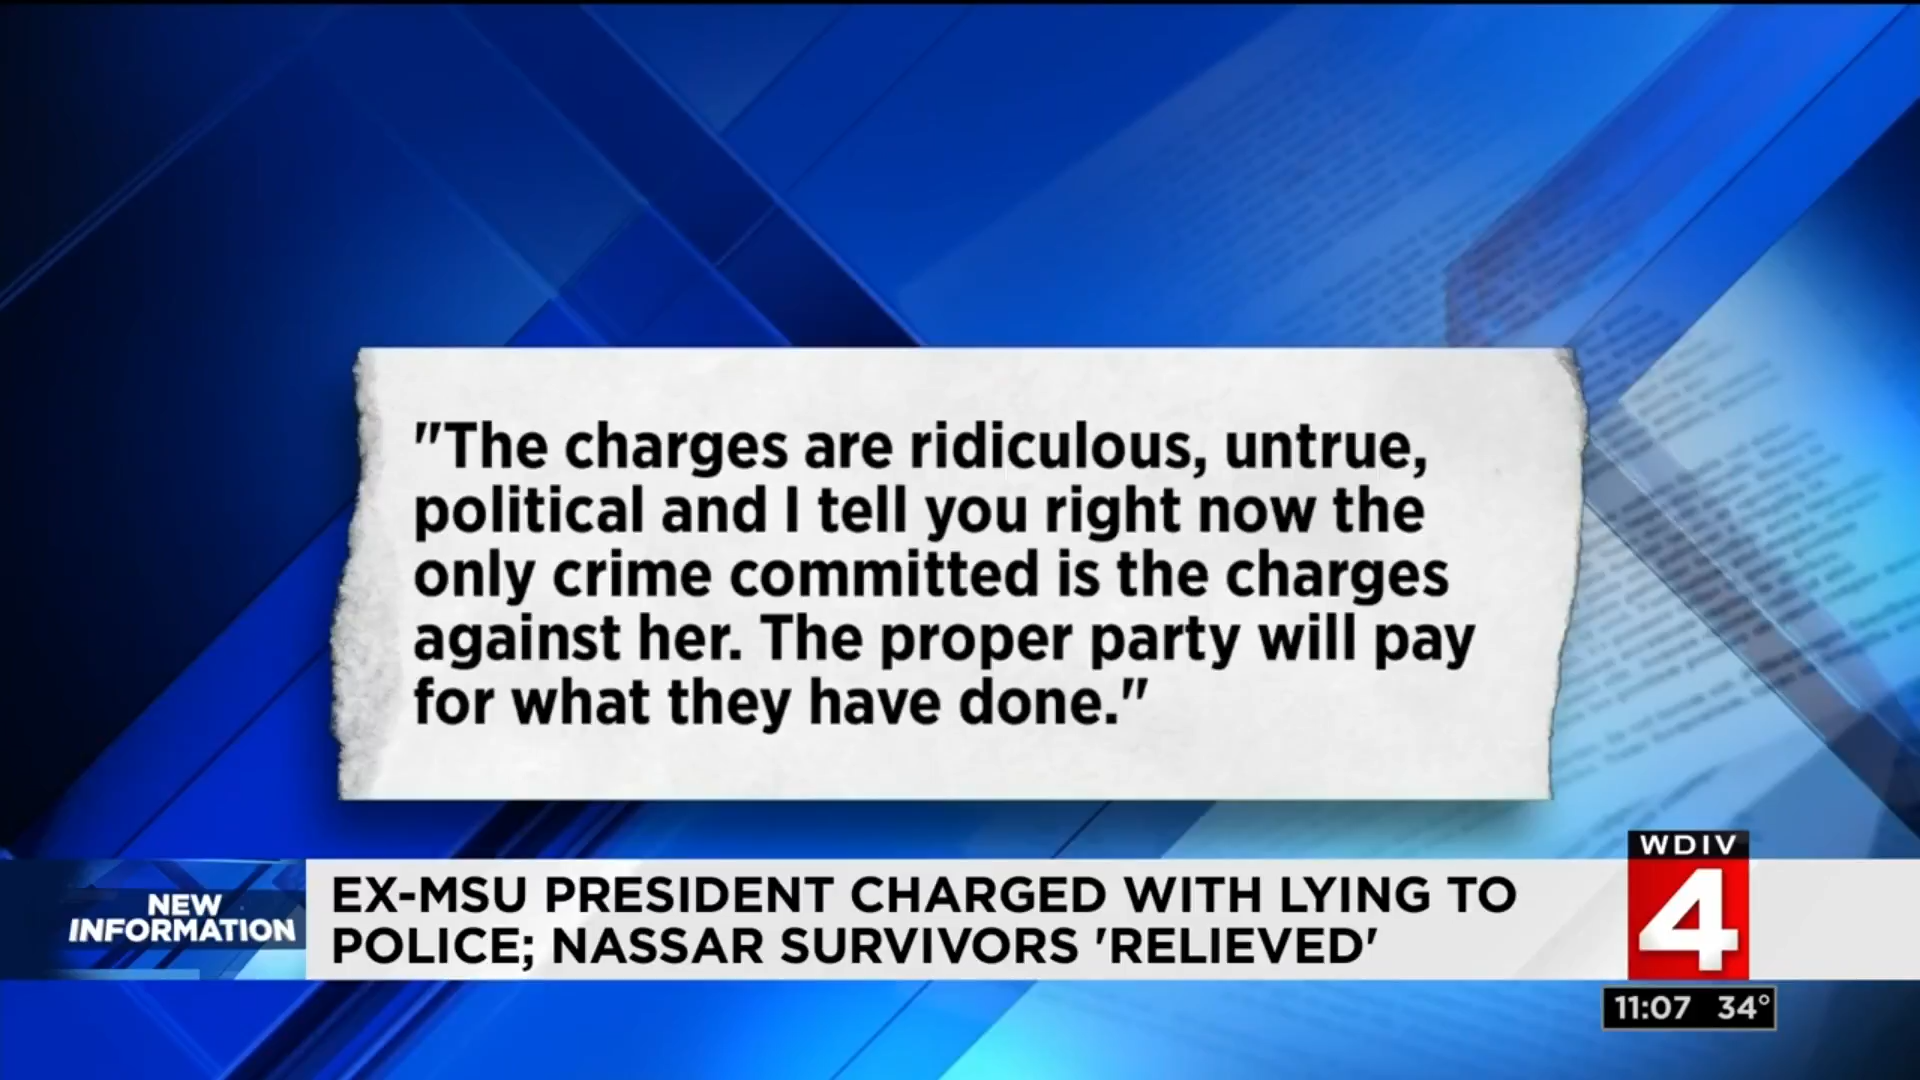 "The charges are ridiculous, untrue,
political and I tell you right now the
only crime committed is the charges
against her. The proper party will pay
for what they have done."
NEW
INFORMATION
EX-MSU PRESIDENT CHARGED WITH LYING TO
POLICE; NASSAR SURVIVORS 'RELIEVED'
WDIV
4
11:07 34°